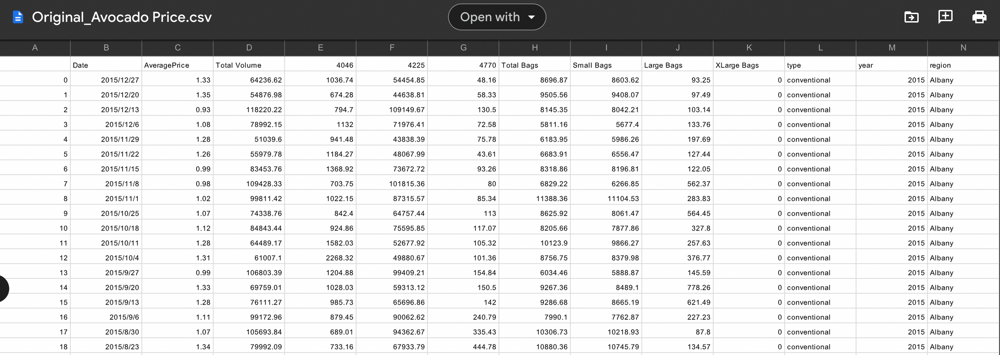 Original_Avocado Price.csv Open with
A B C D E F G H I J K L M N
Date AveragePrice Total Volume 4046 4225 4770 Total Bags Small Bags Large Bags XLarge Bags type year region
0 2015/12/27 1.33 64236.62 1036.74 54454.85 48.16 8696.87 8603.62 93.25 0 conventional 2015 Albany
1 2015/12/20 1.35 54876.98 674.28 44638.81 58.33 9505.56 9408.07 97.49 0 conventional 2015 Albany
2 2015/12/13 0.93 118220.22 794.7 109149.67 130.5 8145.35 8042.21 103.14 0 conventional 2015 Albany
3 2015/12/6 1.08 78992.15 1132 71976.41 72.58 5811.16 5677.4 133.76 0 conventional 2015 Albany
4 2015/11/29 1.28 51039.6 941.48 43838.39 75.78 6183.95 5986.26 197.69 0 conventional 2015 Albany
5 2015/11/22 1.26 55979.78 1184.27 48067.99 43.61 6683.91 6556.47 127.44 0 conventional 2015 Albany
6 2015/11/15 0.99 83453.76 1368.92 73672.72 93.26 8318.86 8196.81 122.05 0 conventional 2015 Albany
7 2015/11/8 0.98 109428.33 703.75 101815.36 80 6829.22 6266.85 562.37 0 conventional 2015 Albany
8 2015/11/1 1.02 99811.42 1022.15 87315.57 85.34 11388.36 11104.53 283.83 0 conventional 2015 Albany
9 2015/10/25 1.07 74338.76 842.4 64757.44 113 8625.92 8061.47 564.45 0 conventional 2015 Albany
10 2015/10/18 1.12 84843.44 924.86 75595.85 117.07 8205.66 7877.86 327.8 0 conventional 2015 Albany
11 2015/10/11 1.28 64489.17 1582.03 52677.92 105.32 10123.9 9866.27 257.63 0 conventional 2015 Albany
12 2015/10/4 1.31 61007.1 2268.32 49880.67 101.36 8756.75 8379.98 376.77 0 conventional 2015 Albany
13 2015/9/27 0.99 106803.39 1204.88 99409.21 154.84 6034.46 5888.87 145.59 0 conventional 2015 Albany
14 2015/9/20 1.33 69759.01 1028.03 59313.12 150.5 9267.36 8489.1 778.26 0 conventional 2015 Albany
15 2015/9/13 1.28 76111.27 985.73 65696.86 142 9286.68 8665.19 621.49 0 conventional 2015 Albany
16 2015/9/6 1.11 99172.96 879.45 90062.62 240.79 7990.1 7762.87 227.23 0 conventional 2015 Albany
17 2015/8/30 1.07 105693.84 689.01 94362.67 335.43 10306.73 10218.93 87.8 0 conventional 2015 Albany
18 2015/8/23 1.34 79992.09 733.16 67933.79 444.78 10880.36 10745.79 134.57 0 conventional 2015 Albany